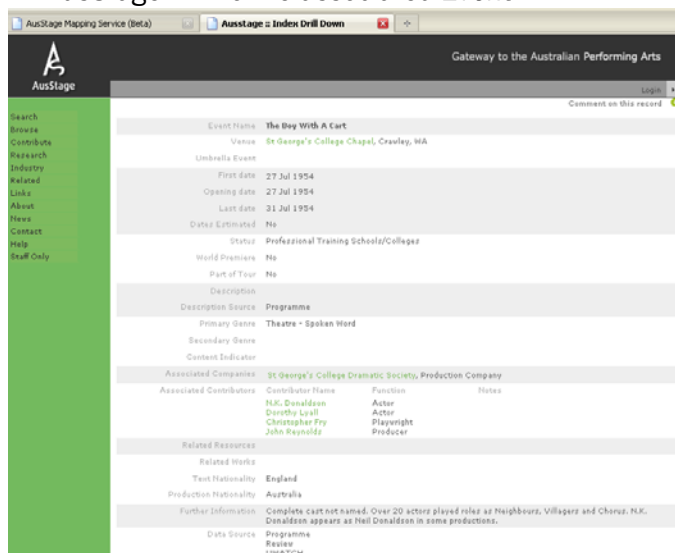 AusStage Mapping Service (Beta)
Ausstage :: Index Drill Down
AusStage
Gateway to the Australian Performing Arts
Login
Comment on this record
Search
Browse
Contribute
Research
Industry
Related
Links
About
News
Contact
Help
Staff Only
Event Name The Boy With A Cart
Venue St George's College Chapel, Crawley, WA
Umbrella Event
First date 27 Jul 1954
Opening date 27 Jul 1954
Last date 31 Jul 1954
Dates Estimated No
Status Professional Training Schools/Colleges
World Premiere No
Part of Tour No
Description
Description Source Programme
Primary Genre Theatre - Spoken Word
Secondary Genre
Content Indicator
Associated Companies St George's College Dramatic Society, Production Company
Associated Contributors Contributor Name Function Notes
N.K. Donaldson Actor
Dorothy Lyall Actor
Christopher Fry Playwright
John Reynolds Producer
Related Resources
Related Works
Text Nationality England
Production Nationality Australia
Further Information Complete cast not named. Over 20 actors played roles as Neighbours, Villagers and Chorus. N.K.
Donaldson appears as Neil Donaldson in some productions.
Data Source Programme
Review